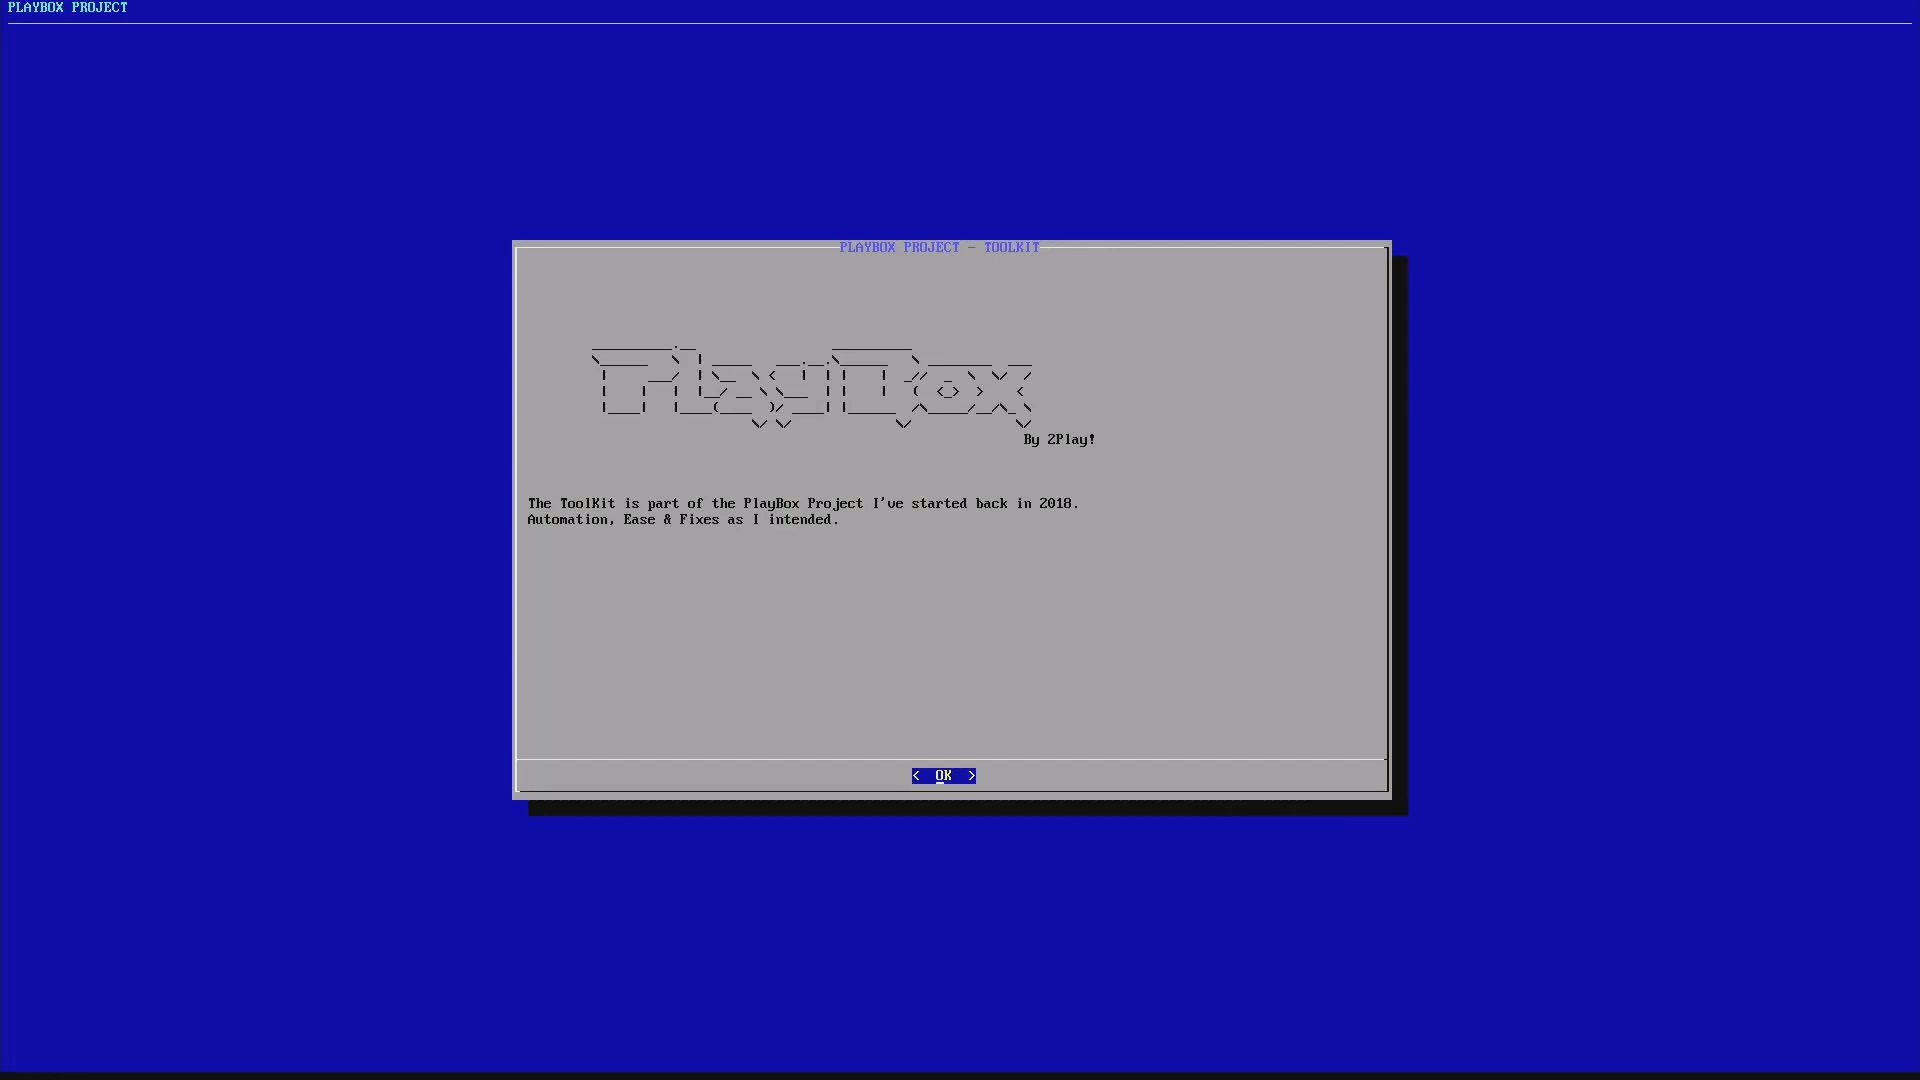 PLAYBOX PROJECT
PLAYBOX PROJECT - TOOLKIT
PlayBox
By 2Play!
The ToolKit is part of the PlayBox Project I've started back in 2018.
Automation, Ease & Fixes as I intended.
< OK >